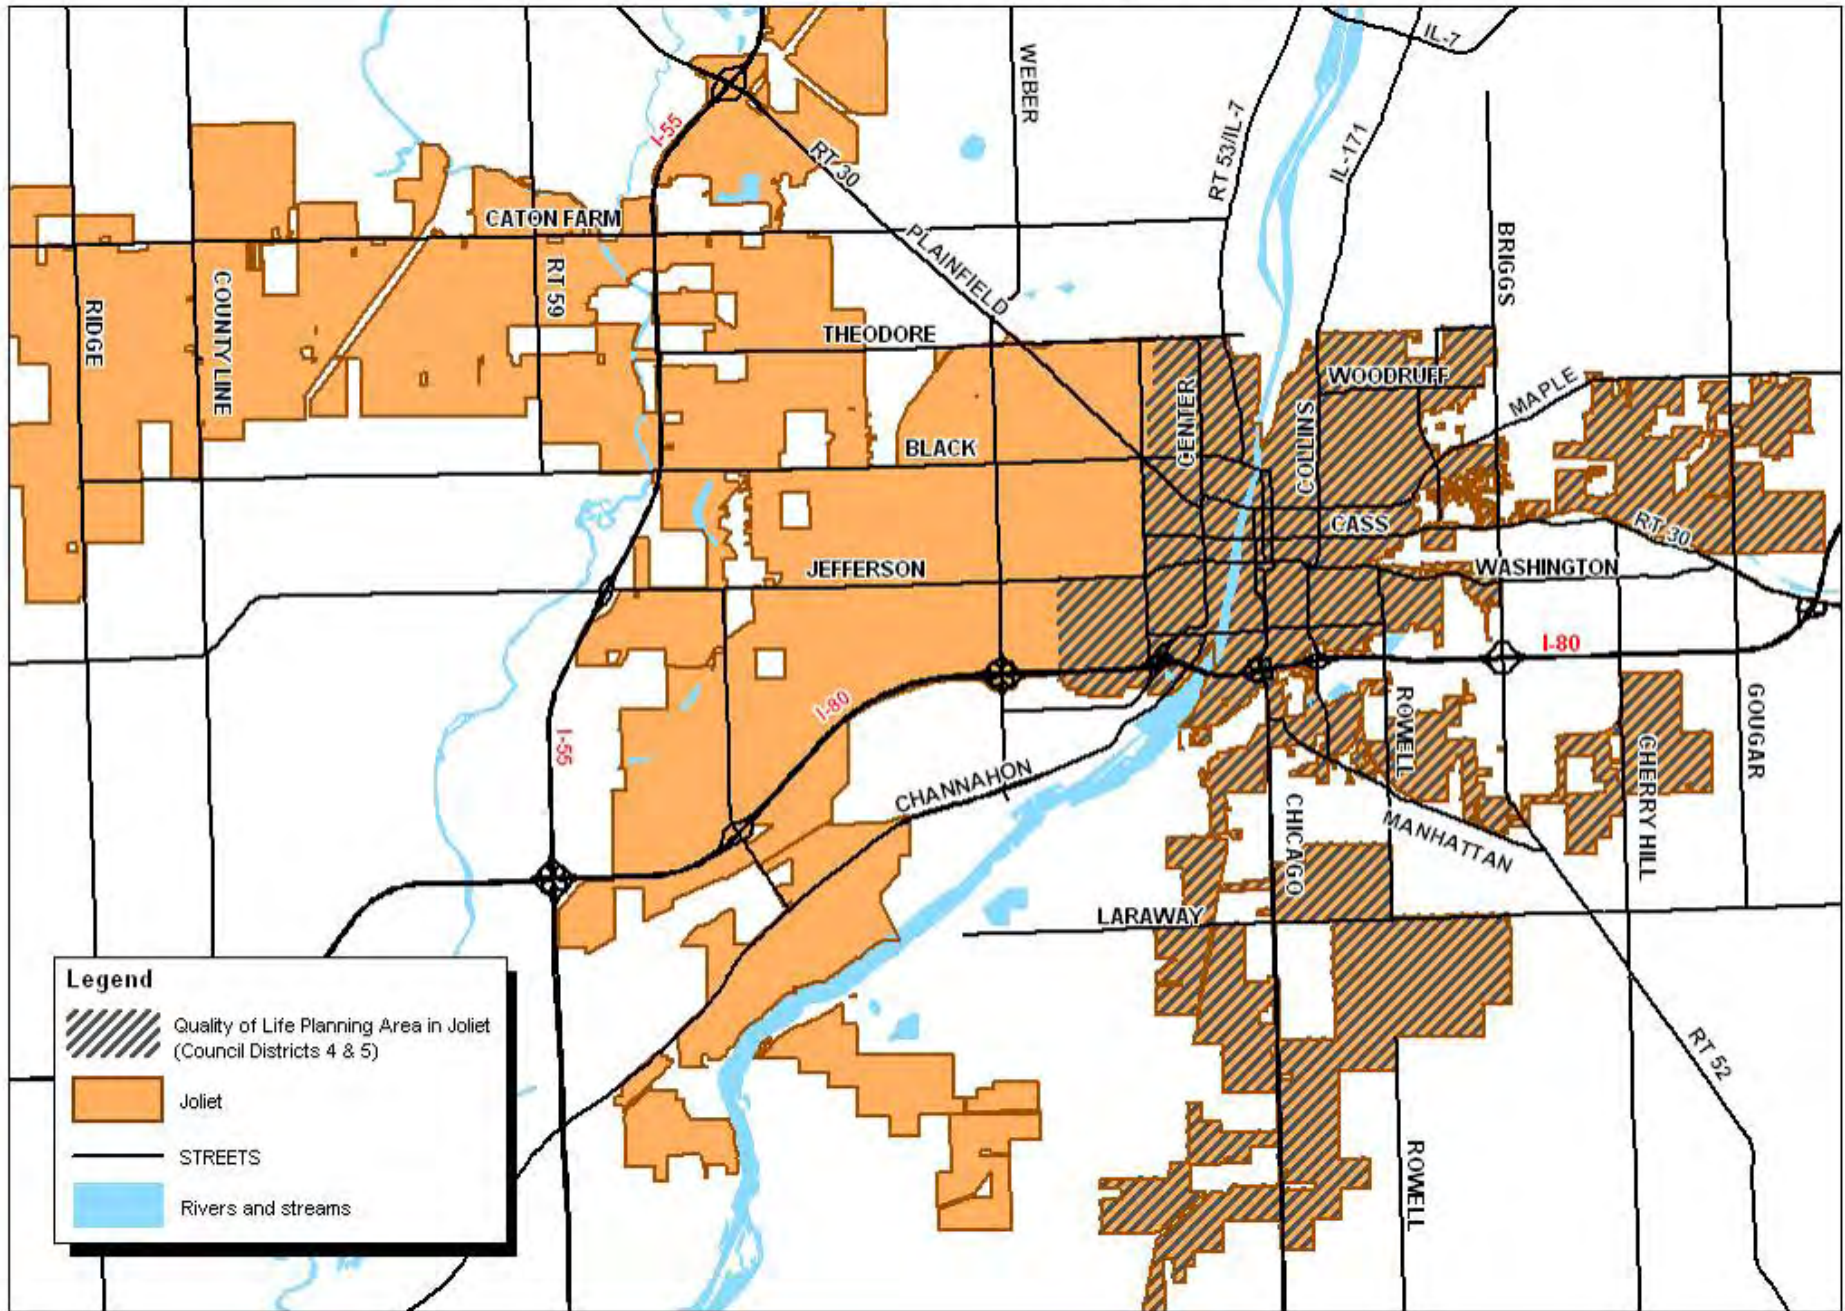 IL-7
WEBER
I-55
RT 30
RT 53/IL-7
IL-171
CATON FARM
PLAINFIELD
BRIGGS
RIDGE
COUNTY LINE
RT 59
THEODORE
WOODRUFF
MAPLE
CENTER
COLLINS
BLACK
CASS
RT 30
JEFFERSON
WASHINGTON
I-80
I-80
I-55
ROWELL
GOUGAR
CHERRY HILL
CHANNAHON
CHICAGO
MANHATTAN
LARAWAY
RT 52
ROWELL
Legend
Quality of Life Planning Area in Joliet
(Council Districts 4 & 5)
Joliet
STREETS
Rivers and streams